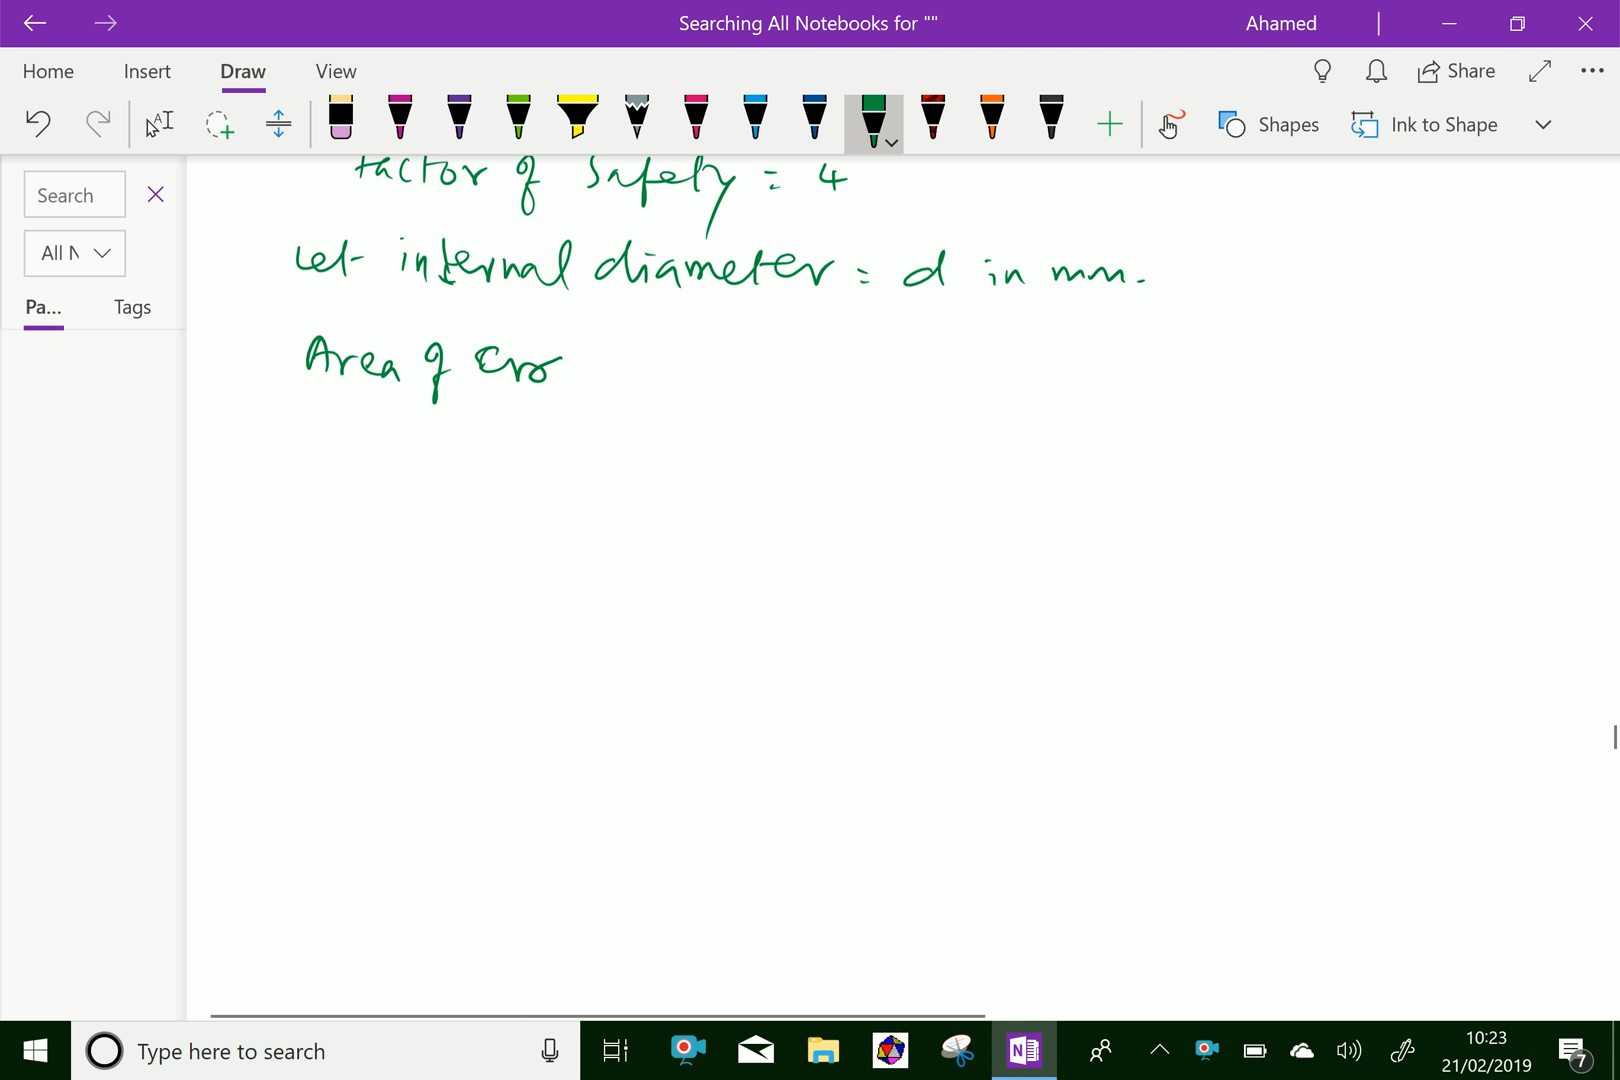 Searching All Notebooks for ""
Ahamed
Home Insert Draw View
Share
Shapes
Ink to Shape
Search
All N
Pa... Tags
factor of safety = 4
Let internal diameter = d in mm.
Area of cro
Type here to search
10:23
21/02/2019
7